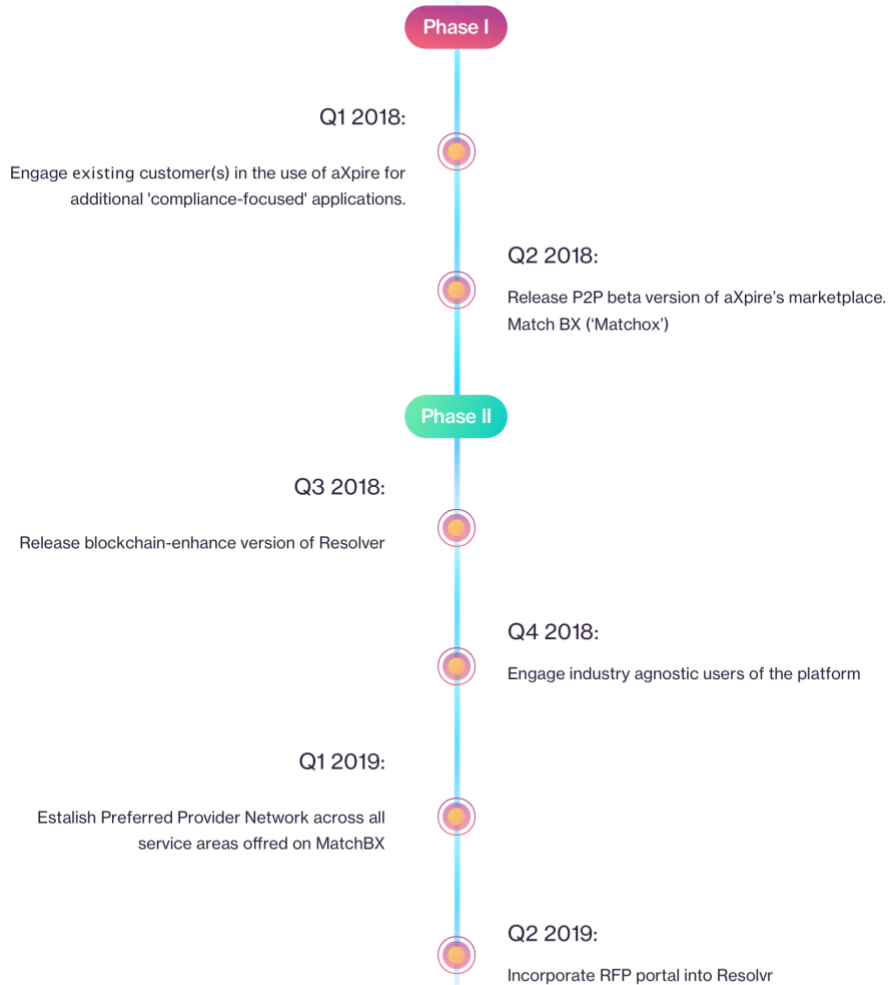 Phase I
Q1 2018:
Engage existing customer(s) in the use of aXpire for
additional 'compliance-focused' applications.
Q2 2018:
Release P2P beta version of aXpire’s marketplace.
Match BX (‘Matchox’)
Phase II
Q3 2018:
Release blockchain-enhance version of Resolver
Q4 2018:
Engage industry agnostic users of the platform
Q1 2019:
Estalish Preferred Provider Network across all
service areas offred on MatchBX
Q2 2019:
Incorporate RFP portal into Resolvr